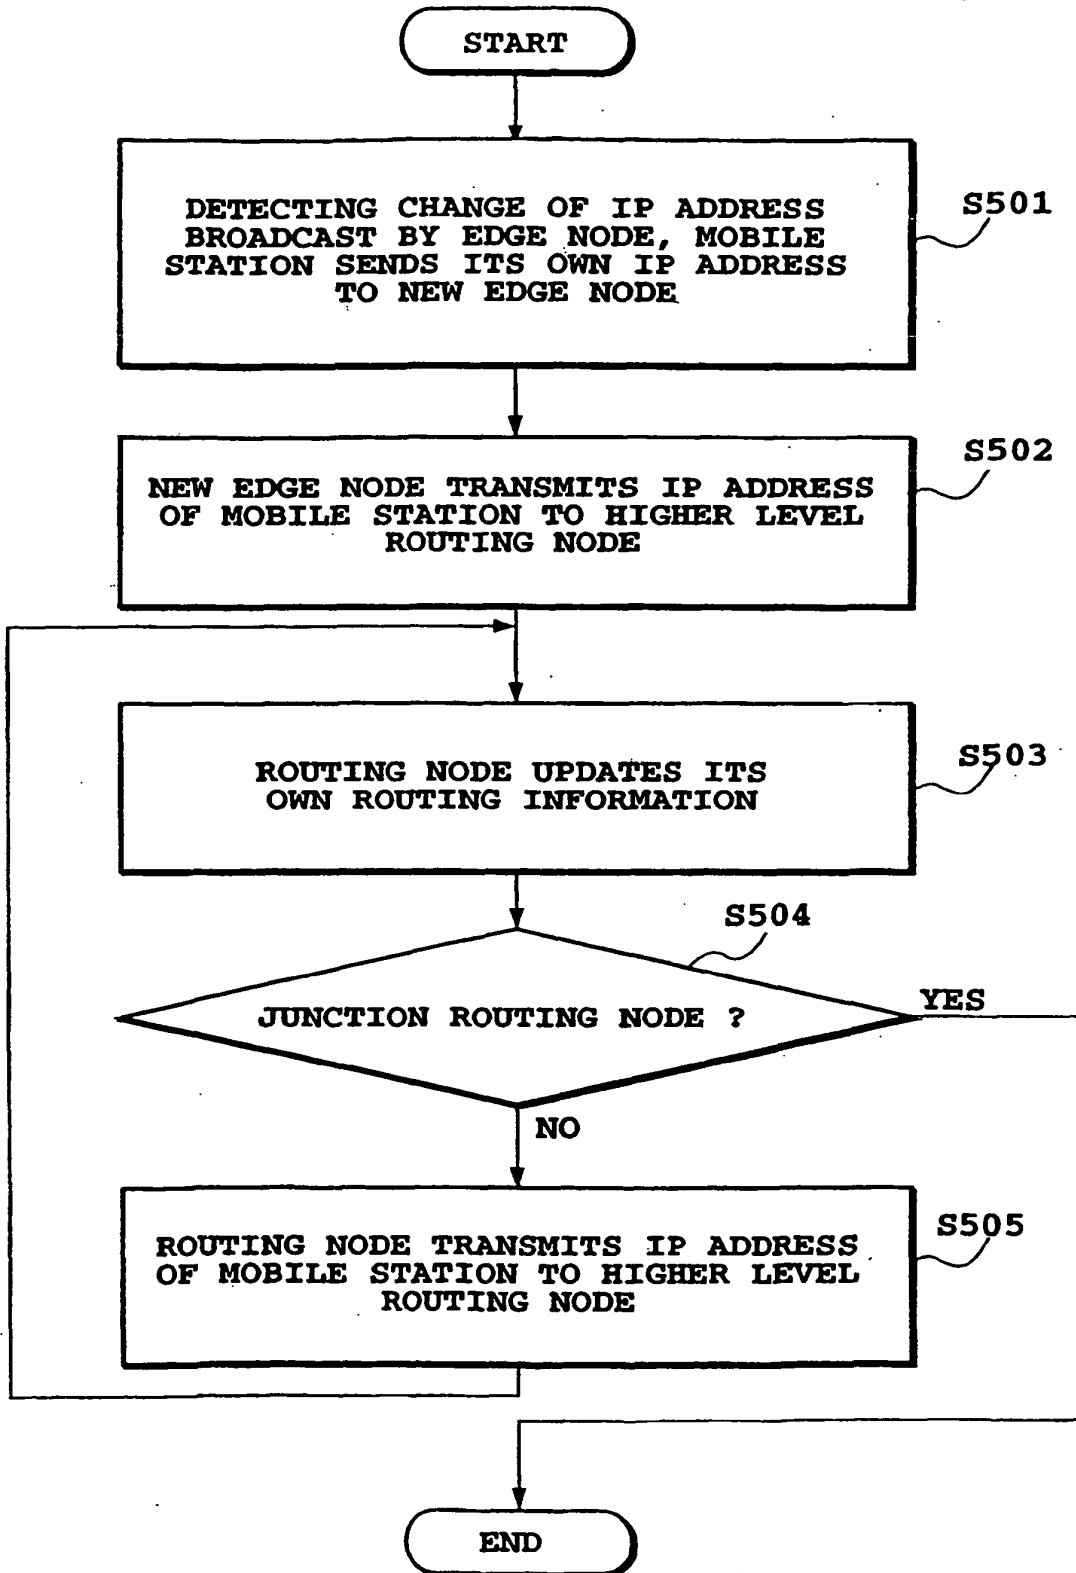 START
DETECTING CHANGE OF IP ADDRESS
BROADCAST BY EDGE NODE, MOBILE
STATION SENDS ITS OWN IP ADDRESS
TO NEW EDGE NODE
S501
NEW EDGE NODE TRANSMITS IP ADDRESS
OF MOBILE STATION TO HIGHER LEVEL
ROUTING NODE
S502
ROUTING NODE UPDATES ITS
OWN ROUTING INFORMATION
S503
S504
JUNCTION ROUTING NODE ?
YES
NO
ROUTING NODE TRANSMITS IP ADDRESS
OF MOBILE STATION TO HIGHER LEVEL
ROUTING NODE
S505
END